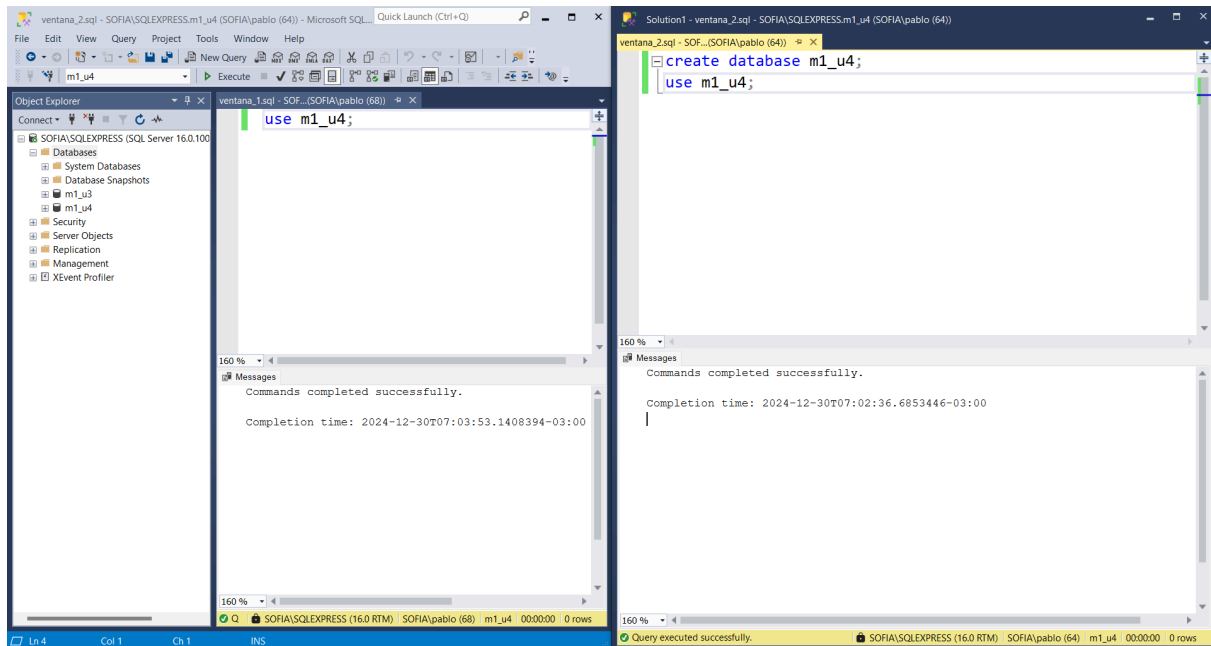 ventana_2.sql - SOFIA\SQLEXPRESS.m1_u4 (SOFIA\pablo (64)) - Microsoft SQL...
Quick Launch (Ctrl+Q)
File Edit View Query Project Tools Window Help
New Query
m1_u4
Execute
Object Explorer
Connect
SOFIA\SQLEXPRESS (SQL Server 16.0.100
Databases
System Databases
Database Snapshots
m1_u3
m1_u4
Security
Server Objects
Replication
Management
XEvent Profiler
ventana_1.sql - SOF...(SOFIA\pablo (68))
use m1_u4;
160 %
Messages
Commands completed successfully.
Completion time: 2024-12-30T07:03:53.1408394-03:00
160 %
Q SOFIA\SQLEXPRESS (16.0 RTM) SOFIA\pablo (68) m1_u4 00:00:00 0 rows
Ln 4 Col 1 Ch 1 INS
Solution1 - ventana_2.sql - SOFIA\SQLEXPRESS.m1_u4 (SOFIA\pablo (64))
ventana_2.sql - SOF...(SOFIA\pablo (64))
create database m1_u4;
use m1_u4;
160 %
Messages
Commands completed successfully.
Completion time: 2024-12-30T07:02:36.6853446-03:00
160 %
Query executed successfully. SOFIA\SQLEXPRESS (16.0 RTM) SOFIA\pablo (64) m1_u4 00:00:00 0 rows